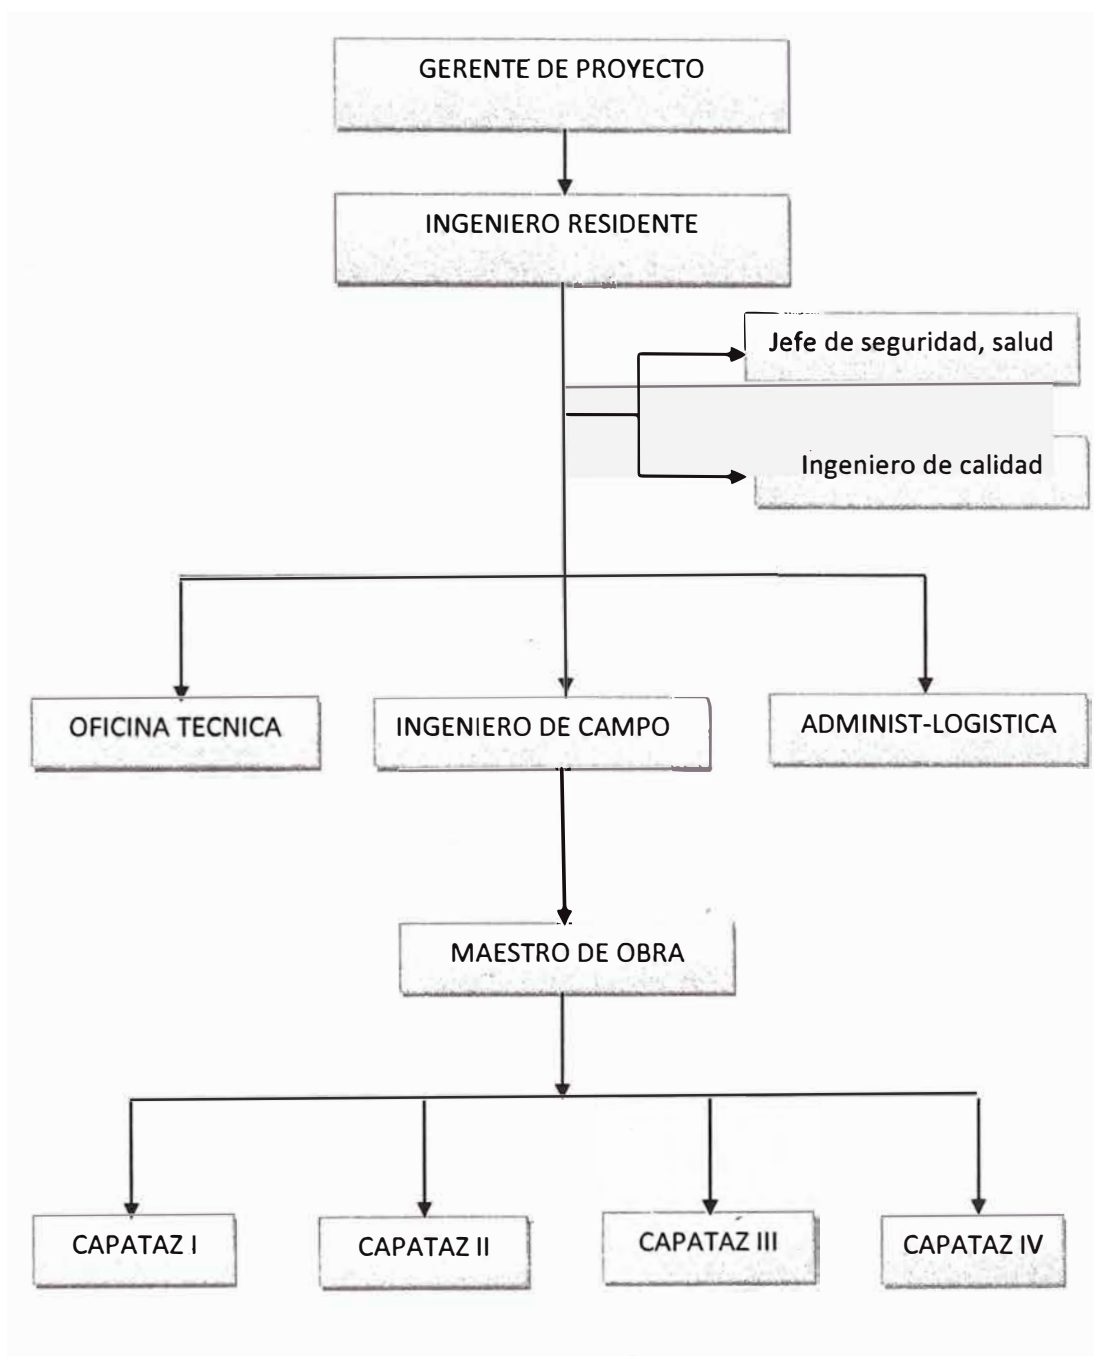 GERENTE DE PROYECTO
INGENIERO RESIDENTE
Jefe de seguridad, salud
Ingeniero de calidad
OFICINA TECNICA
INGENIERO DE CAMPO
ADMINIST-LOGISTICA
MAESTRO DE OBRA
CAPATAZ I
CAPATAZ II
CAPATAZ III
CAPATAZ IV